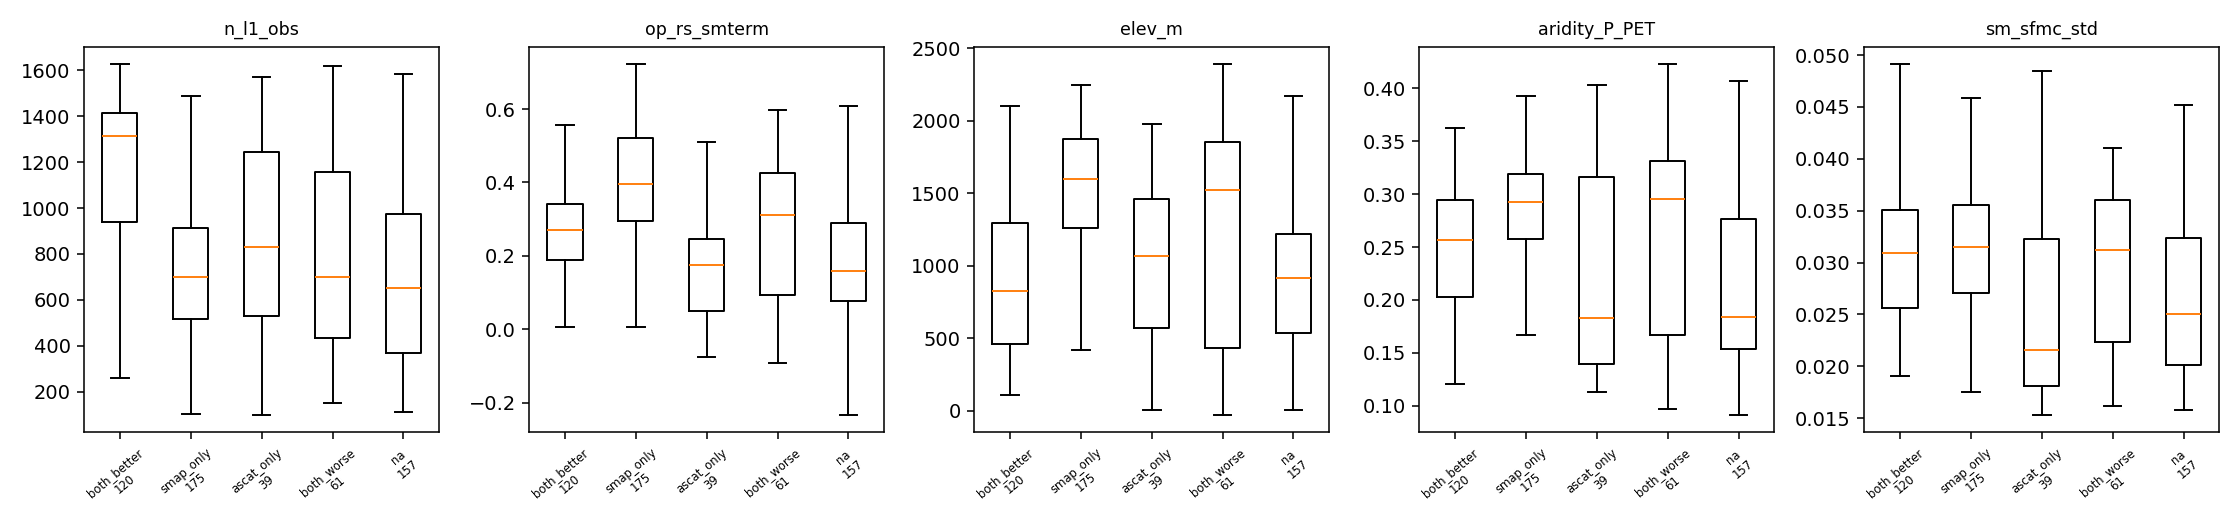 n_l1_obs
1600
1400
1200
1000
800
600
400
200
both_better
120
smap_only
175
ascat_only
39
both_worse
61
na
157
op_rs_smterm
0.6
0.4
0.2
0.0
−0.2
both_better
120
smap_only
175
ascat_only
39
both_worse
61
na
157
elev_m
2500
2000
1500
1000
500
0
both_better
120
smap_only
175
ascat_only
39
both_worse
61
na
157
aridity_P_PET
0.40
0.35
0.30
0.25
0.20
0.15
0.10
both_better
120
smap_only
175
ascat_only
39
both_worse
61
na
157
sm_sfmc_std
0.050
0.045
0.040
0.035
0.030
0.025
0.020
0.015
both_better
120
smap_only
175
ascat_only
39
both_worse
61
na
157